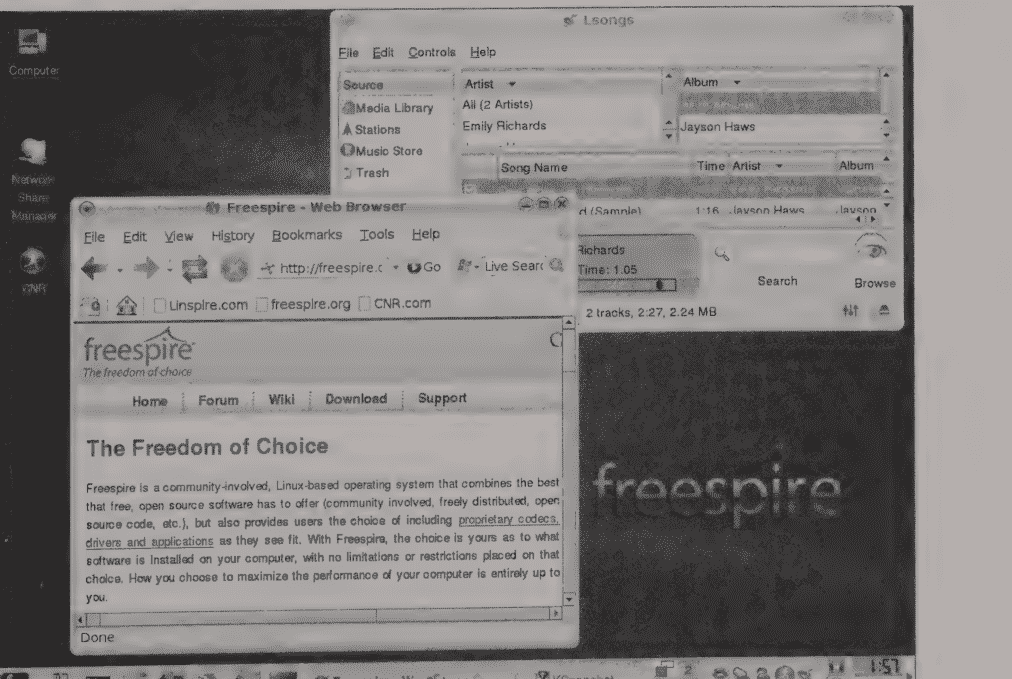 Computer
Network
Share
Manager
CNR
Lsongs
File Edit Controls Help
Source
Media Library
Stations
Music Store
Trash
Artist
All (2 Artists)
Emily Richards
Album
Jayson Haws
Song Name Time Artist Album
d (Sample) 1:16 Jayson Haws Jayson
Richards
Time: 1.05
Search
Browse
2 tracks, 2:27, 2.24 MB
Freespire - Web Browser
File Edit View History Bookmarks Tools Help
http://freespire.c Go Live Searc
Linspire.com freespire.org CNR.com
freespire
The freedom of choice
C
Home Forum Wiki Download Support
The Freedom of Choice
Freespire is a community-involved, Linux-based operating system that combines the best
that free, open source software has to offer (community involved, freely distributed, open
source code, etc.), but also provides users the choice of including proprietary codecs,
drivers and applications as they see fit. With Freespire, the choice is yours as to what
software is installed on your computer, with no limitations or restrictions placed on that
choice. How you choose to maximize the performance of your computer is entirely up to
you.
Done
freespire
2
1:57